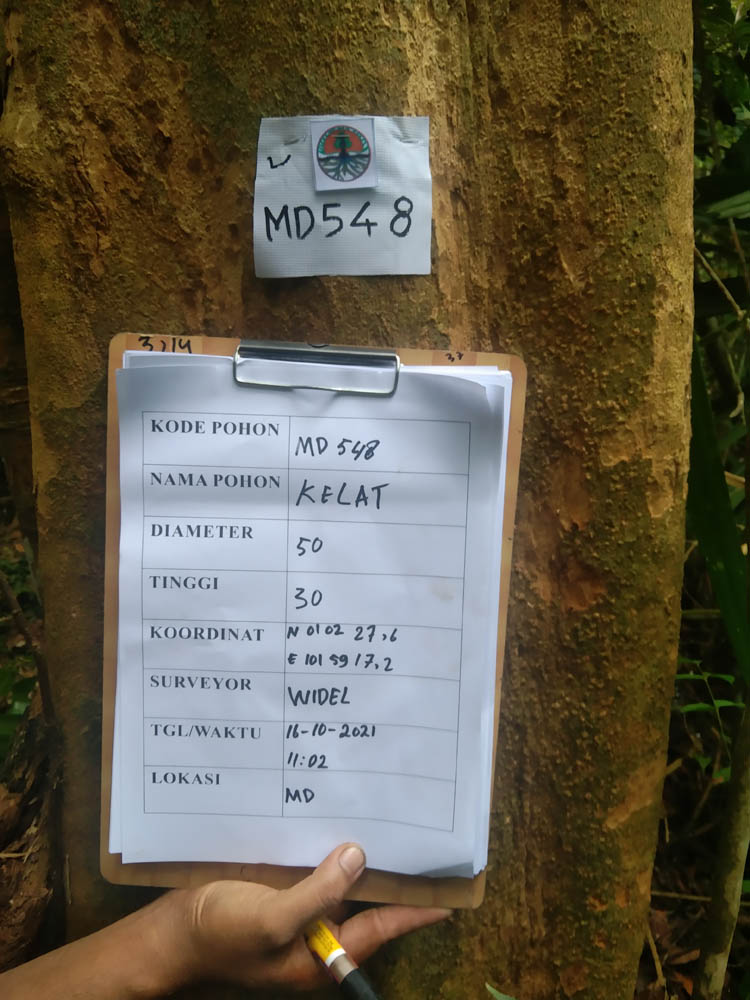 MD548
3,14
KODE POHON MD 548
NAMA POHON KELAT
DIAMETER 50
TINGGI 30
KOORDINAT N 01 02 27,6
E 101 59 17,2
SURVEYOR WIDEL
TGL/WAKTU 16-10-2021
11:02
LOKASI MD